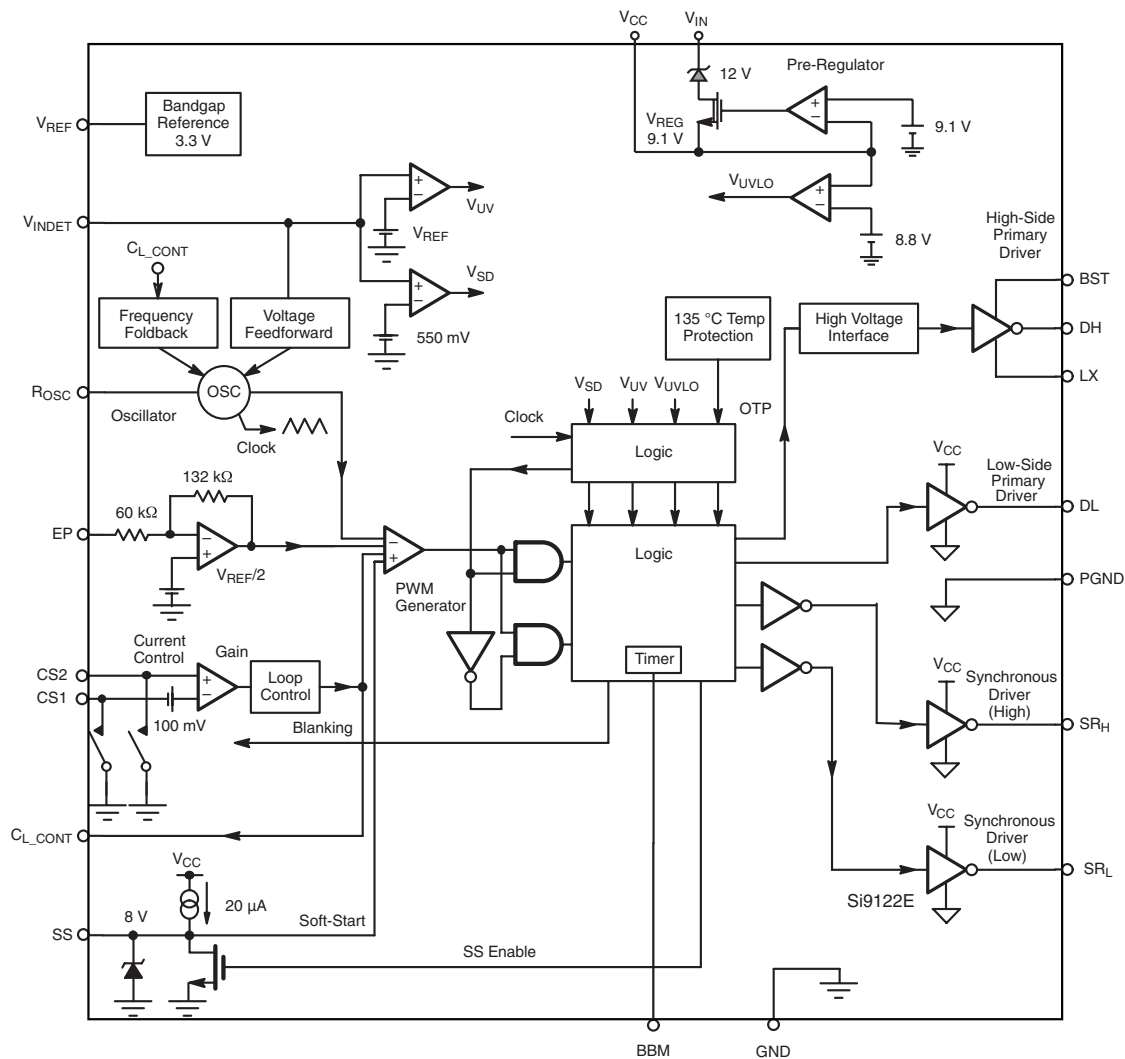 VCC
VIN
12 V
Pre-Regulator
VREG
9.1 V
+
−
9.1 V
VREF
Bandgap
Reference
3.3 V
VUVLO
+
−
8.8 V
VINDET
+
−
VUV
VREF
High-Side
Primary
Driver
CL_CONT
VSD
+
−
550 mV
BST
Frequency
Foldback
Voltage
Feedforward
135 °C Temp
Protection
High Voltage
Interface
DH
LX
ROSC
OSC
Oscillator
Clock
VSD
VUV
VUVLO
OTP
Clock
Logic
VCC
Low-Side
Primary
Driver
DL
132 kΩ
60 kΩ
EP
−
+
VREF/2
−
+
PWM
Generator
Logic
PGND
Current
Control
Gain
CS2
CS1
+
−
100 mV
Loop
Control
Timer
Blanking
VCC
Synchronous
Driver
(High)
SRH
CL_CONT
VCC
Synchronous
Driver
(Low)
SRL
Si9122E
VCC
20 µA
8 V
Soft-Start
SS
SS Enable
BBM
GND